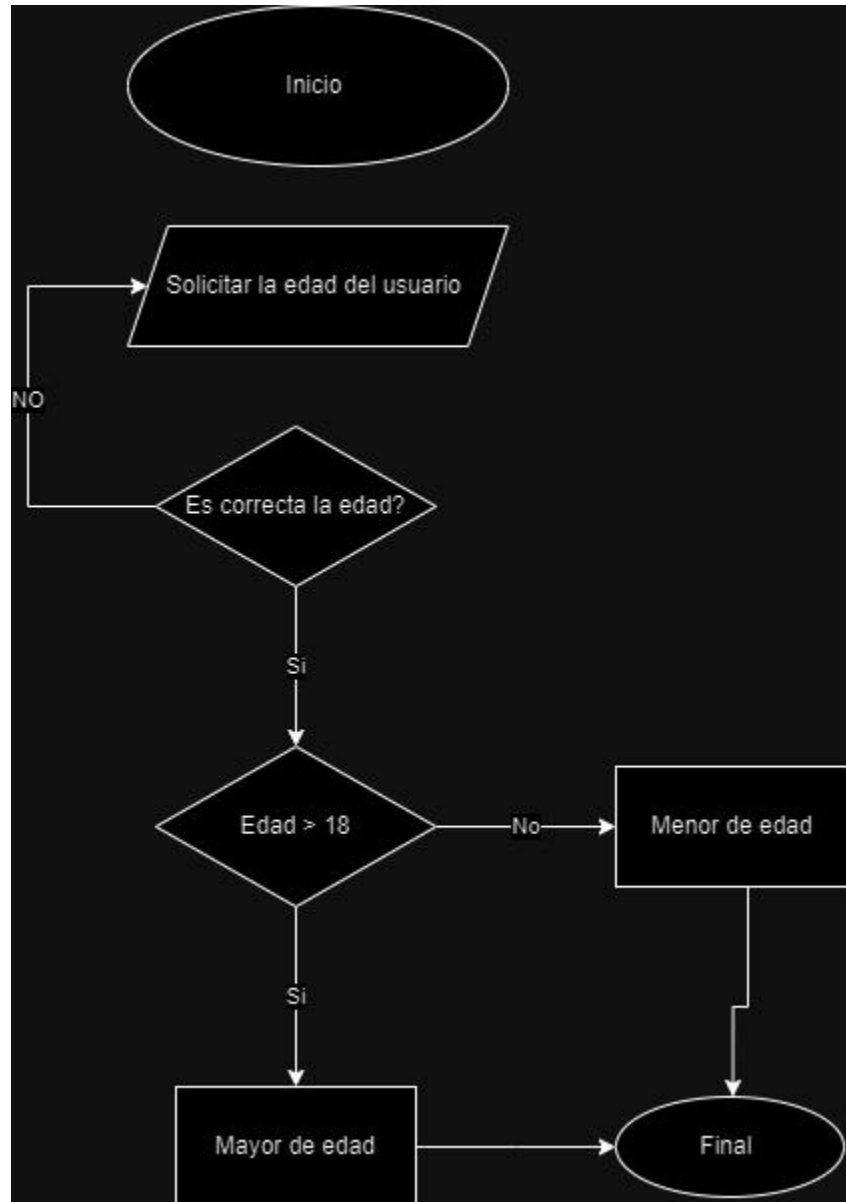 Inicio
Solicitar la edad del usuario
NO
Es correcta la edad?
Si
Edad > 18
No
Menor de edad
Si
Mayor de edad
Final